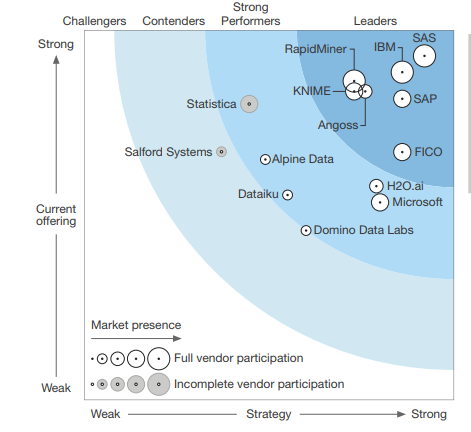 Challengers Contenders Strong Performers Leaders
Strong
SAS
IBM
RapidMiner
KNIME
SAP
Statistica
Angoss
Salford Systems
FICO
Alpine Data
H2O.ai
Dataiku
Microsoft
Current
offering
Domino Data Labs
Market presence
Full vendor participation
Weak
Incomplete vendor participation
Weak Strategy Strong